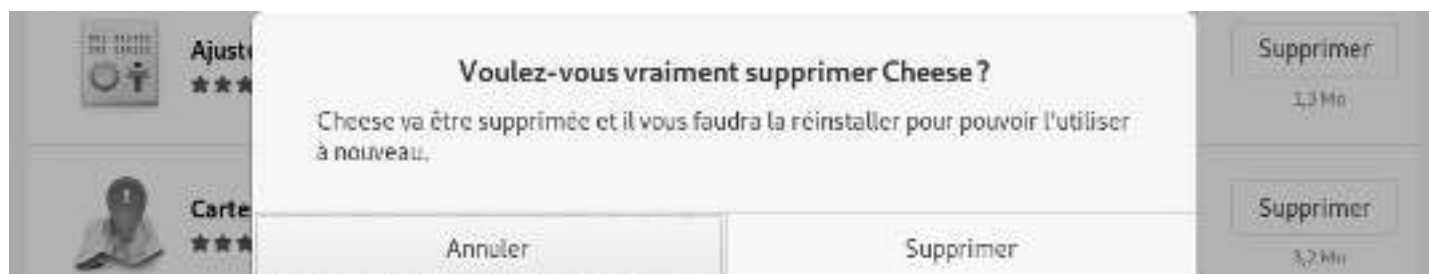 Ajuste
Supprimer
1,3 Mo
Voulez-vous vraiment supprimer Cheese ?
Cheese va être supprimée et il vous faudra la réinstaller pour pouvoir l'utiliser
à nouveau.
Carte
Supprimer
3,2 Mo
Annuler
Supprimer